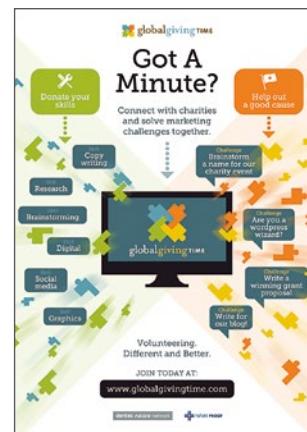 globalgiving TIME
Got A
Minute?
Donate your
skills
Connect with charities
and solve marketing
challenges together.
Help out
a good cause
Copy
writing
Research
Brainstorming
Digital
Social
media
Graphics
Challenge
Brainstorm
a name for our
charity event
Challenge
Are you a
wordpress
wizard?
Challenge
Write a
winning grant
proposal
Challenge
Write for
our blog!
globalgiving
TIME
Volunteering.
Different and Better.
JOIN TODAY AT:
www.globalgivingtime.com